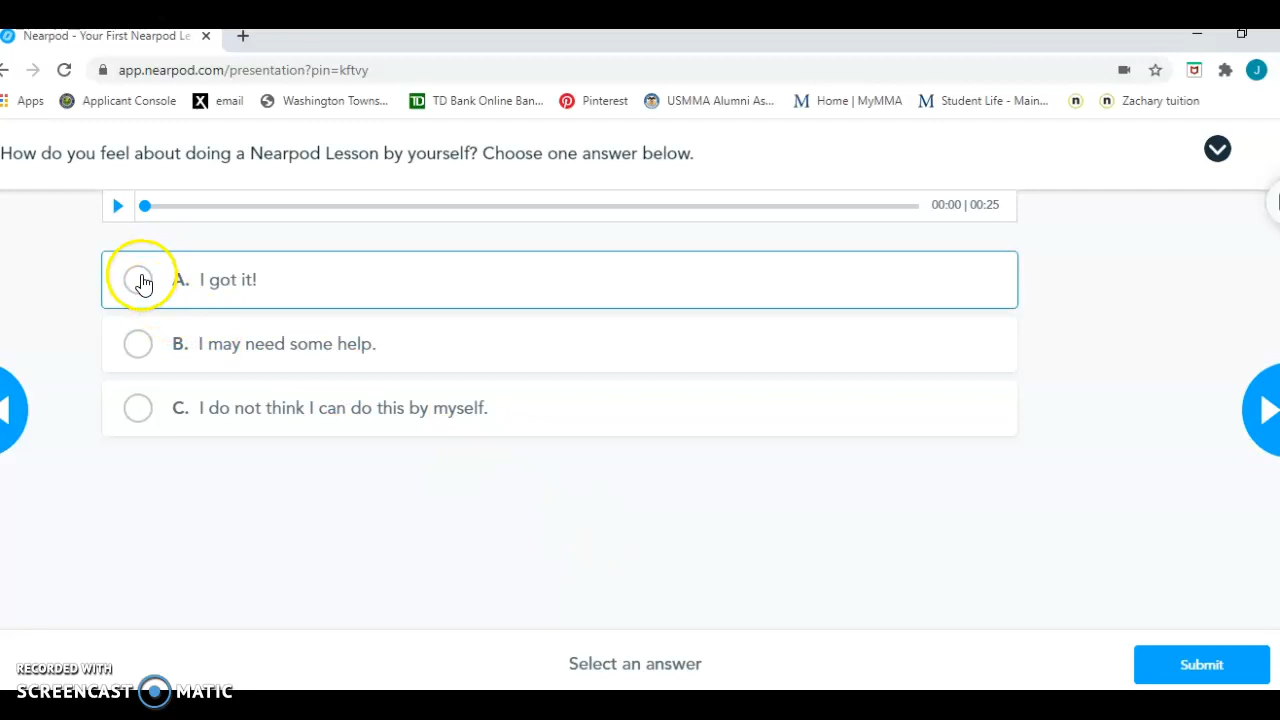 Nearpod - Your First Nearpod Le
app.nearpod.com/presentation?pin=kftvy
J
Apps
Applicant Console
X email
Washington Towns...
TD TD Bank Online Ban...
Pinterest
USMMA Alumni As...
M Home | MyMMA
M Student Life - Main...
n
n Zachary tuition
How do you feel about doing a Nearpod Lesson by yourself? Choose one answer below.
00:00 | 00:25
A. I got it!
B. I may need some help.
C. I do not think I can do this by myself.
Select an answer
Submit
RECORDED WITH
SCREENCAST MATIC